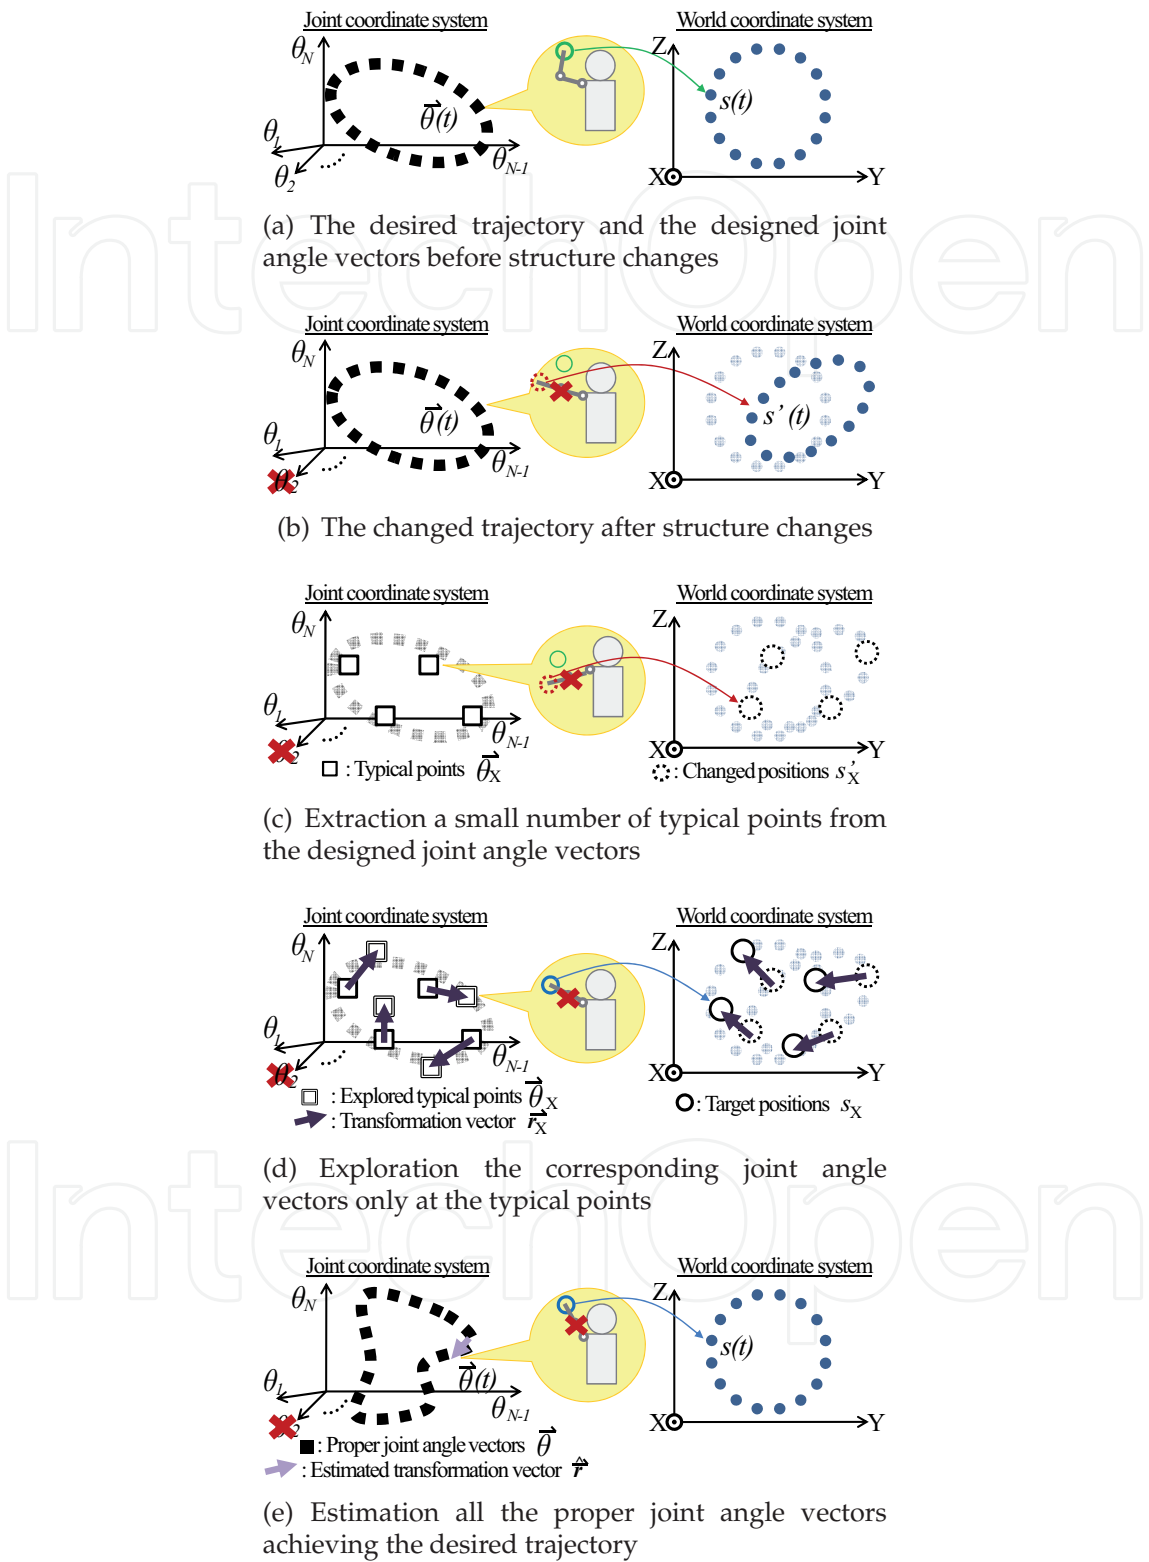 Joint coordinate system
World coordinate system
θN
Z
s(t)
θ⃗(t)
θ1
θ2
θN-1
X
Y
(a) The desired trajectory and the designed joint
angle vectors before structure changes
Joint coordinate system
World coordinate system
θN
Z
s'(t)
θ⃗(t)
θ1
θ2
θN-1
X
Y
(b) The changed trajectory after structure changes
Joint coordinate system
World coordinate system
θN
Z
θ1
θ2
θN-1
X
Y
: Typical points θ⃗X
: Changed positions s'X
(c) Extraction a small number of typical points from
the designed joint angle vectors
Joint coordinate system
World coordinate system
θN
Z
θ1
θ2
θN-1
X
Y
: Explored typical points θ⃗X
: Target positions sX
: Transformation vector r⃗X
(d) Exploration the corresponding joint angle
vectors only at the typical points
Joint coordinate system
World coordinate system
θN
Z
s(t)
θ⃗(t)
θ1
θ2
θN-1
X
Y
: Proper joint angle vectors θ⃗
: Estimated transformation vector r̂⃗
(e) Estimation all the proper joint angle vectors
achieving the desired trajectory
IntechOpen
IntechOpen